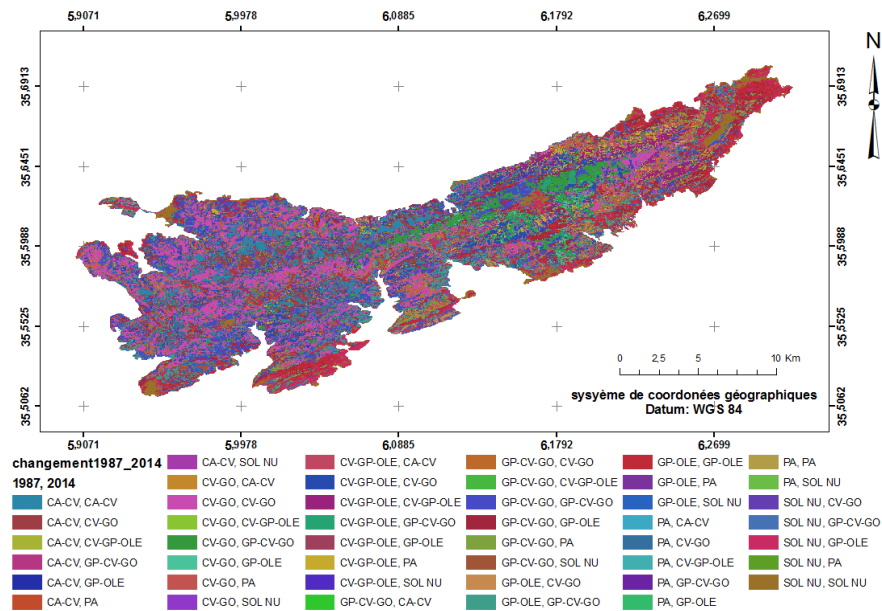 5,9071 5,9978 6,0885 6,1792 6,2699
N
35,6913 35,6913
35,6451 35,6451
35,5988 35,5988
35,5525 35,5525
35,5062 35,5062
0 2.5 5 10 Km
sysyème de coordonées géographiques
Datum: WGS 84
5,9071 5,9978 6,0885 6,1792 6,2699
changement1987_2014
1987, 2014
CA-CV, CA-CV
CA-CV, CV-GO
CA-CV, CV-GP-OLE
CA-CV, GP-CV-GO
CA-CV, GP-OLE
CA-CV, PA
CA-CV, SOL NU
CV-GO, CA-CV
CV-GO, CV-GO
CV-GO, CV-GP-OLE
CV-GO, GP-CV-GO
CV-GO, GP-OLE
CV-GO, PA
CV-GO, SOL NU
CV-GP-OLE, CA-CV
CV-GP-OLE, CV-GO
CV-GP-OLE, CV-GP-OLE
CV-GP-OLE, GP-CV-GO
CV-GP-OLE, GP-OLE
CV-GP-OLE, PA
CV-GP-OLE, SOL NU
GP-CV-GO, CA-CV
GP-CV-GO, CV-GO
GP-CV-GO, CV-GP-OLE
GP-CV-GO, GP-CV-GO
GP-CV-GO, GP-OLE
GP-CV-GO, PA
GP-CV-GO, SOL NU
GP-OLE, CV-GO
GP-OLE, GP-CV-GO
GP-OLE, GP-OLE
GP-OLE, PA
GP-OLE, SOL NU
PA, CA-CV
PA, CV-GO
PA, CV-GP-OLE
PA, GP-CV-GO
PA, GP-OLE
PA, PA
PA, SOL NU
SOL NU, CV-GO
SOL NU, GP-CV-GO
SOL NU, GP-OLE
SOL NU, PA
SOL NU, SOL NU